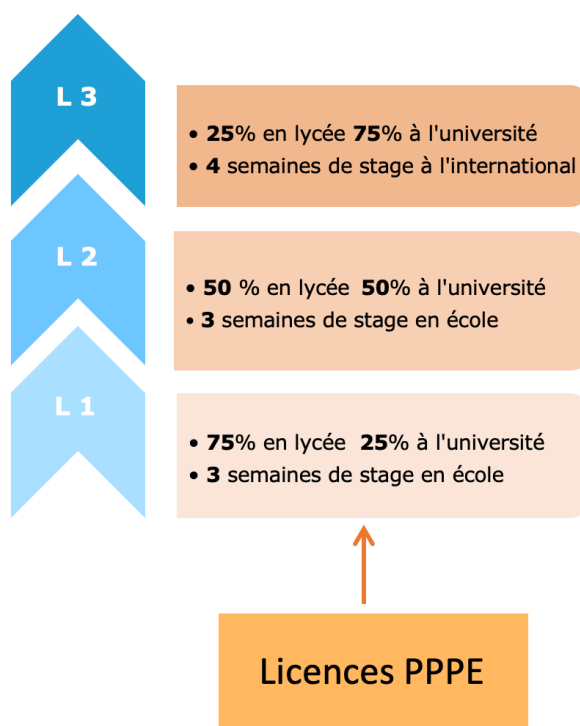 L 3
• 25% en lycée 75% à l'université
• 4 semaines de stage à l'international
L 2
• 50 % en lycée 50% à l'université
• 3 semaines de stage en école
L 1
• 75% en lycée 25% à l'université
• 3 semaines de stage en école
Licences PPPE